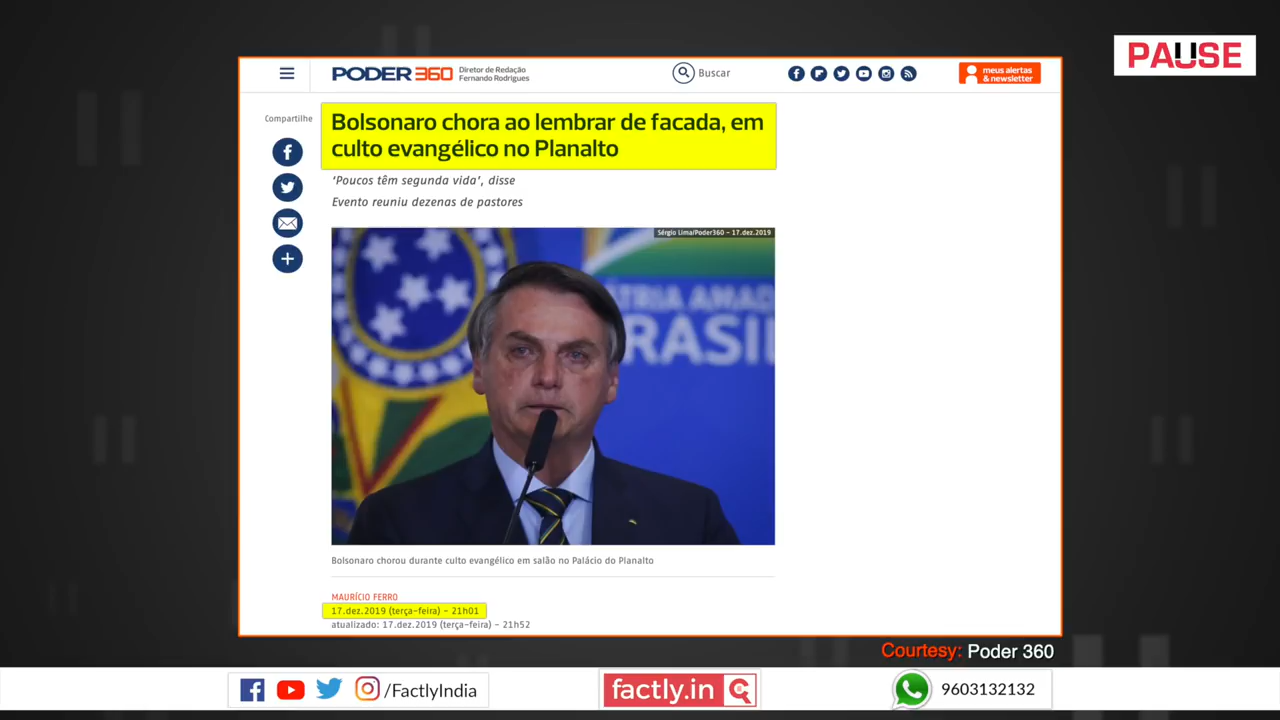 PAUSE
PODER360
Diretor de Redação
Fernando Rodrigues
Buscar
meus alertas
& newsletter
Compartilhe
Bolsonaro chora ao lembrar de facada, em
culto evangélico no Planalto
‘Poucos têm segunda vida’, disse
Evento reuniu dezenas de pastores
Sérgio Lima/Poder360 – 17.dez.2019
PÁTRIA AMAD
BRASIL
Bolsonaro chorou durante culto evangélico em salão no Palácio do Planalto
MAURÍCIO FERRO
17.dez.2019 (terça-feira) – 21h01
atualizado: 17.dez.2019 (terça-feira) – 21h52
Courtesy: Poder 360
/FactlyIndia
factly.in
9603132132